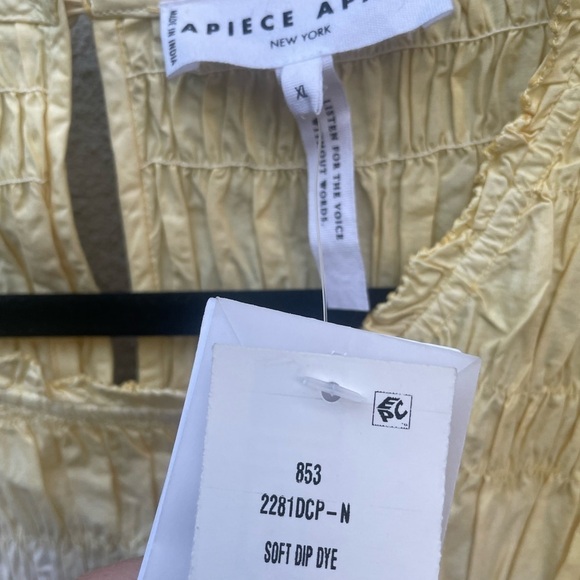 MADE
IN INDIA
APIECE AP
NEW YORK
XL
LISTEN FOR THE VOICE
WITHOUT WORDS.
EPC
853
2281DCP-N
SOFT DIP DYE